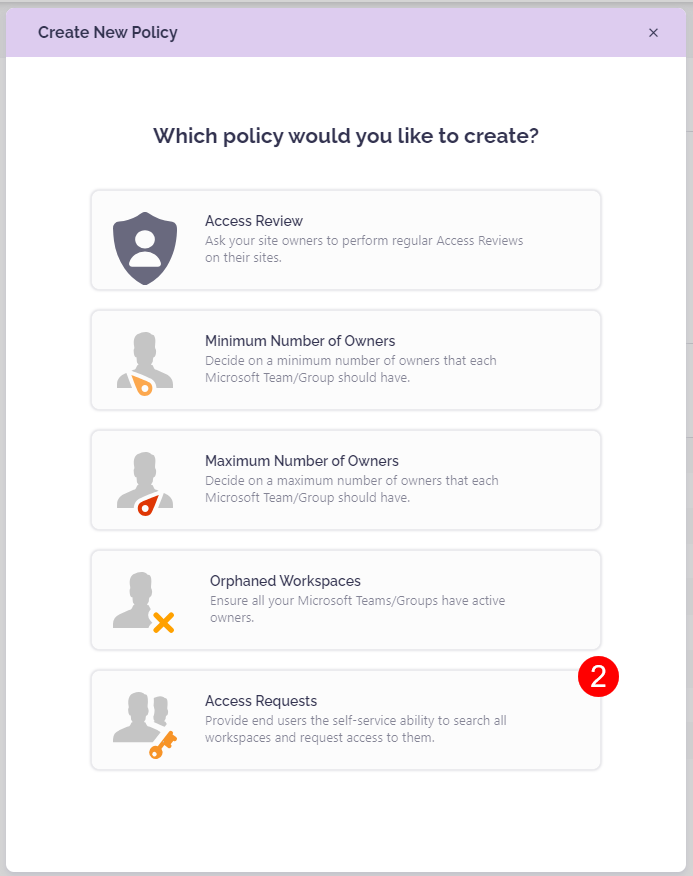 Create New Policy
×
Which policy would you like to create?
Access Review
Ask your site owners to perform regular Access Reviews
on their sites.
Minimum Number of Owners
Decide on a minimum number of owners that each
Microsoft Team/Group should have.
Maximum Number of Owners
Decide on a maximum number of owners that each
Microsoft Team/Group should have.
Orphaned Workspaces
Ensure all your Microsoft Teams/Groups have active
owners.
2
Access Requests
Provide end users the self-service ability to search all
workspaces and request access to them.